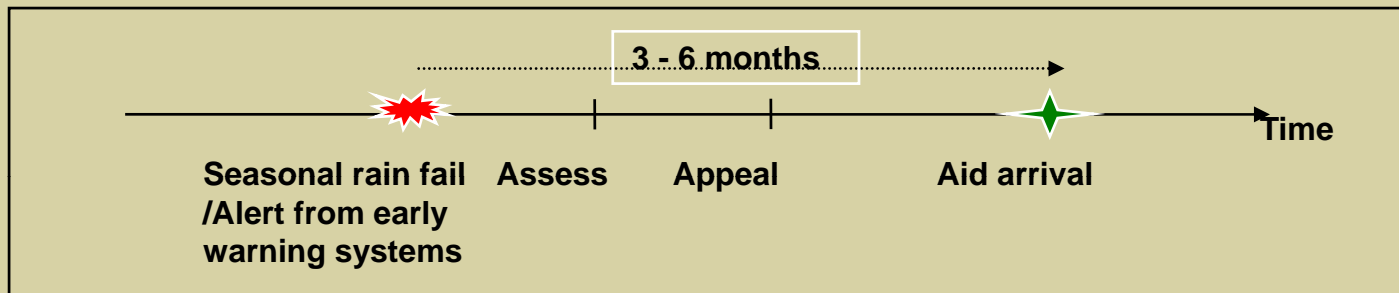 3 - 6 months
Time
Seasonal rain fail
/Alert from early
warning systems
Assess
Appeal
Aid arrival